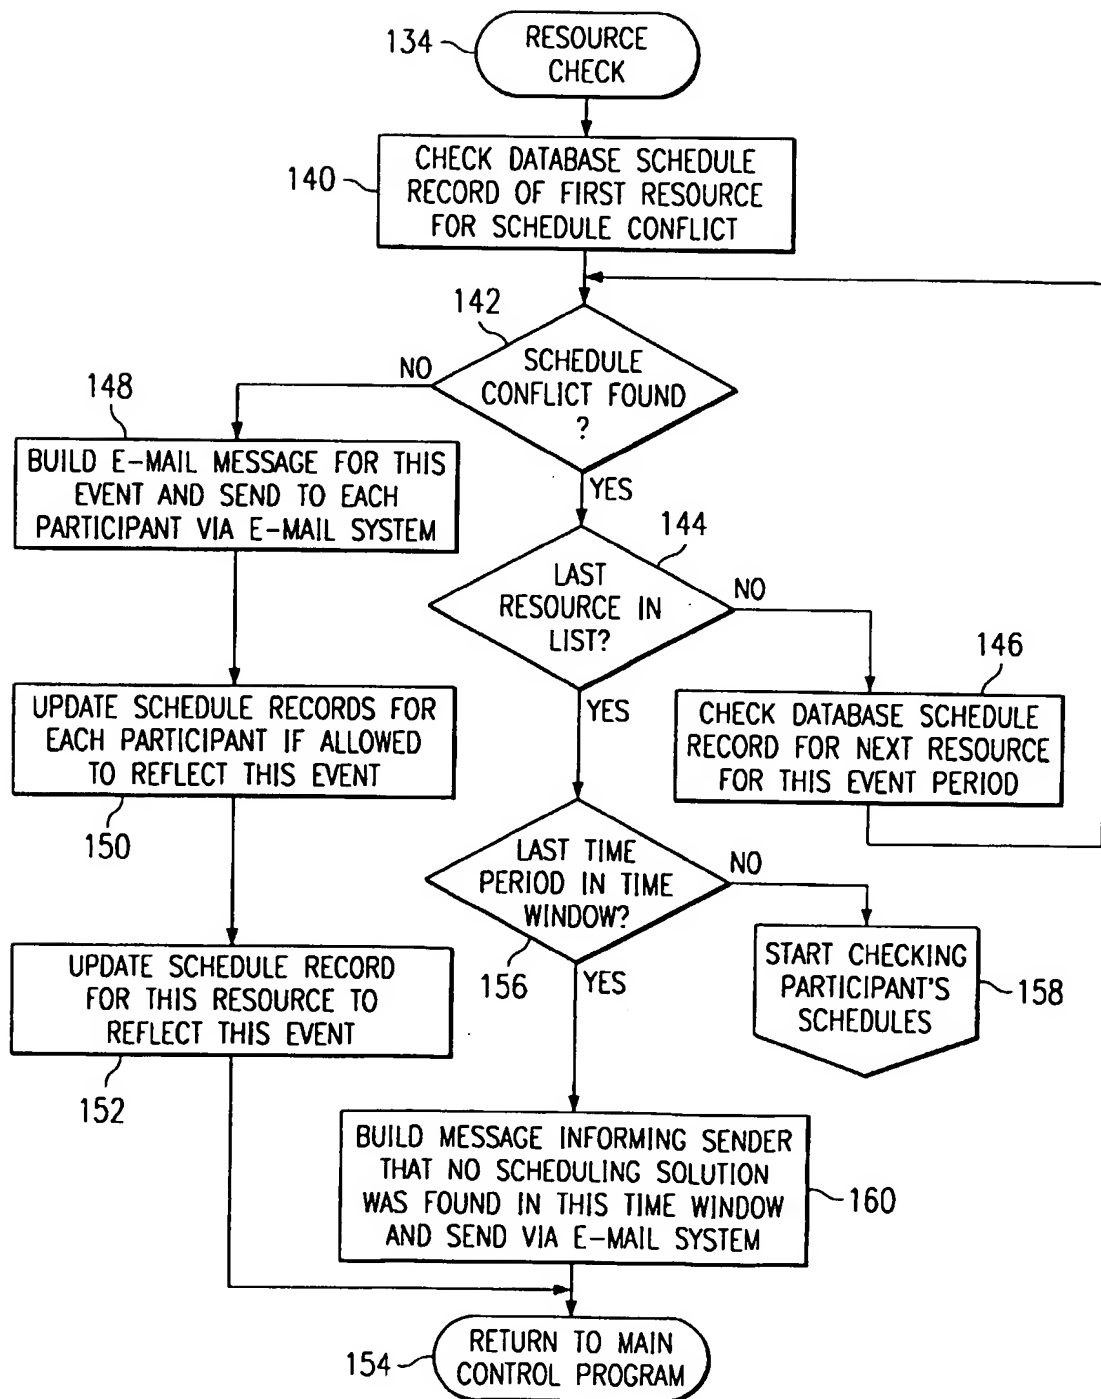 134
RESOURCE
CHECK
140
CHECK DATABASE SCHEDULE
RECORD OF FIRST RESOURCE
FOR SCHEDULE CONFLICT
142
SCHEDULE
CONFLICT FOUND
?
NO
YES
148
BUILD E-MAIL MESSAGE FOR THIS
EVENT AND SEND TO EACH
PARTICIPANT VIA E-MAIL SYSTEM
144
LAST
RESOURCE IN
LIST?
NO
YES
146
CHECK DATABASE SCHEDULE
RECORD FOR NEXT RESOURCE
FOR THIS EVENT PERIOD
UPDATE SCHEDULE RECORDS FOR
EACH PARTICIPANT IF ALLOWED
TO REFLECT THIS EVENT
150
LAST TIME
PERIOD IN TIME
WINDOW?
NO
YES
156
START CHECKING
PARTICIPANT'S
SCHEDULES
158
UPDATE SCHEDULE RECORD
FOR THIS RESOURCE TO
REFLECT THIS EVENT
152
BUILD MESSAGE INFORMING SENDER
THAT NO SCHEDULING SOLUTION
WAS FOUND IN THIS TIME WINDOW
AND SEND VIA E-MAIL SYSTEM
160
154
RETURN TO MAIN
CONTROL PROGRAM